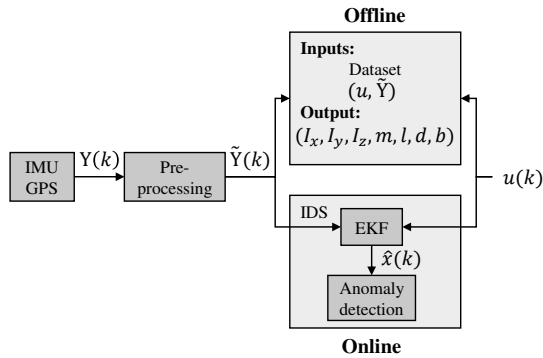 Offline
Inputs:
Dataset
(u, Ỹ)
Output:
(I_x, I_y, I_z, m, l, d, b)
IMU
GPS
Y(k)
Pre-
processing
Ỹ(k)
u(k)
IDS
EKF
x̂(k)
Anomaly
detection
Online